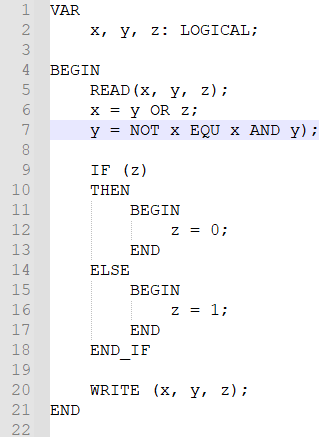 1 VAR
2 x, y, z: LOGICAL;
3
4 BEGIN
5 READ(x, y, z);
6 x = y OR z;
7 y = NOT x EQU x AND y);
8
9 IF (z)
10 THEN
11 BEGIN
12 z = 0;
13 END
14 ELSE
15 BEGIN
16 z = 1;
17 END
18 END_IF
19
20 WRITE (x, y, z);
21 END
22